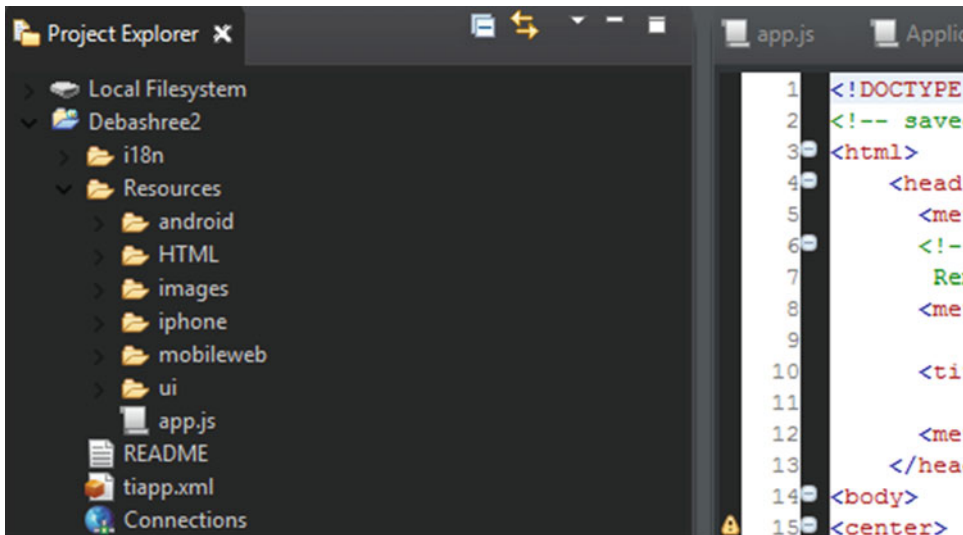 Project Explorer
Local Filesystem
Debashree2
i18n
Resources
android
HTML
images
iphone
mobileweb
ui
app.js
README
tiapp.xml
Connections
app.js
Applic
1 <!DOCTYPE
2 <!-- save
3 <html>
4 <head
5 <me
6 <!-
7 Re
8 <me
9
10 <ti
11
12 <me
13 </hea
14 <body>
15 <center>